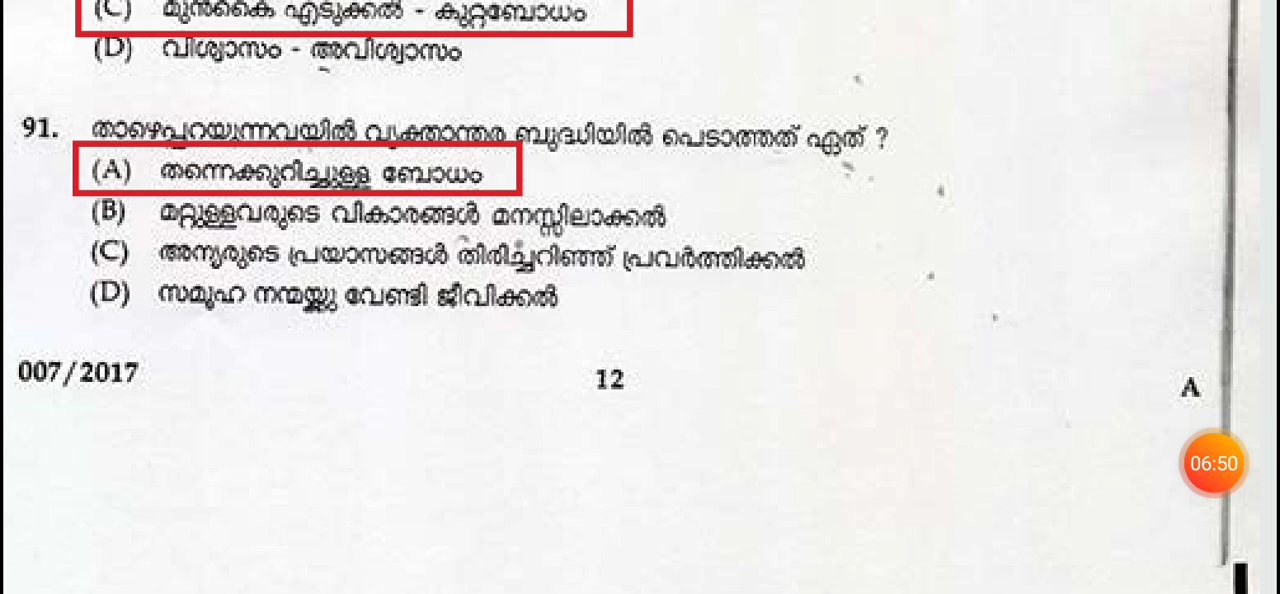 (C) മുൻകൈ എടുക്കൽ - കുറ്റബോധം
(D) വിശ്വാസം - അവിശ്വാസം
91. താഴെപ്പറയുന്നവയിൽ വ്യക്താന്തര ബുദ്ധിയിൽ പെടാത്തത് ഏത് ?
(A) തന്നെക്കുറിച്ചുള്ള ബോധം
(B) മറ്റുള്ളവരുടെ വികാരങ്ങൾ മനസ്സിലാക്കൽ
(C) അന്യരുടെ പ്രയാസങ്ങൾ തിരിച്ചറിഞ്ഞ് പ്രവർത്തിക്കൽ
(D) സമൂഹ നന്മയ്ക്കു വേണ്ടി ജീവിക്കൽ
007/2017 12 A
06:50